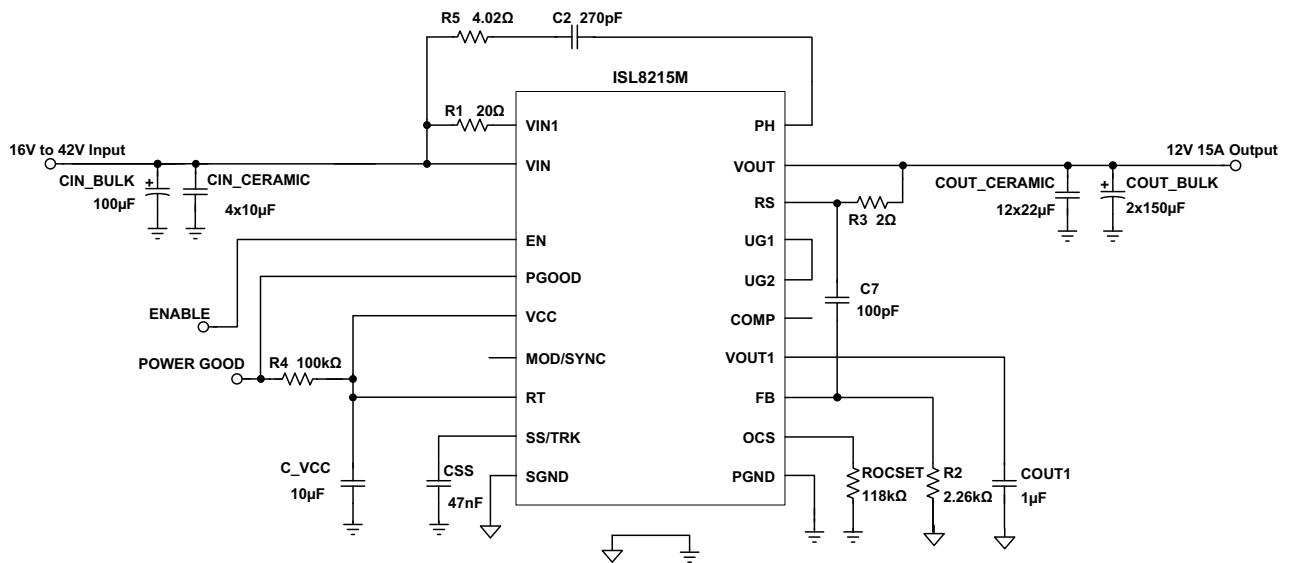 R5 4.02Ω
C2 270pF
ISL8215M
R1 20Ω
VIN1
PH
16V to 42V Input
VIN
VOUT
12V 15A Output
CIN_BULK
+
100µF
CIN_CERAMIC
4x10µF
COUT_CERAMIC
12x22µF
+
COUT_BULK
2x150µF
RS
R3 2Ω
EN
UG1
PGOOD
UG2
C7
100pF
ENABLE
VCC
COMP
POWER GOOD
R4 100kΩ
MOD/SYNC
VOUT1
RT
FB
SS/TRK
OCS
C_VCC
10µF
CSS
47nF
SGND
PGND
ROCSET
118kΩ
R2
2.26kΩ
COUT1
1µF